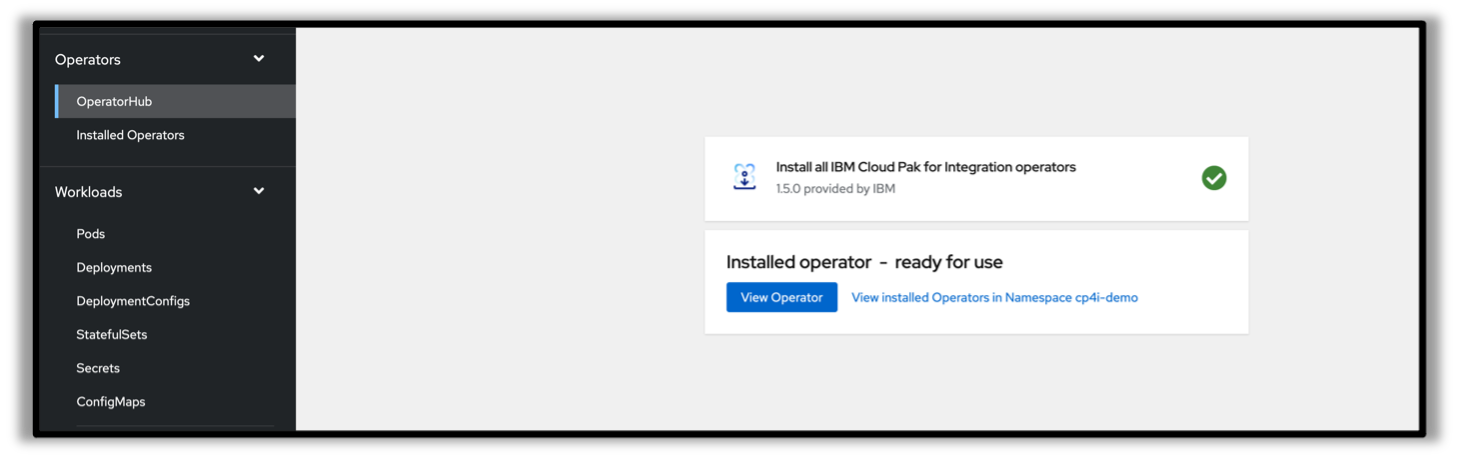 Operators
OperatorHub
Installed Operators
Workloads
Pods
Deployments
DeploymentConfigs
StatefulSets
Secrets
ConfigMaps
Install all IBM Cloud Pak for Integration operators
1.5.0 provided by IBM
Installed operator - ready for use
View Operator View installed Operators in Namespace cp4i-demo